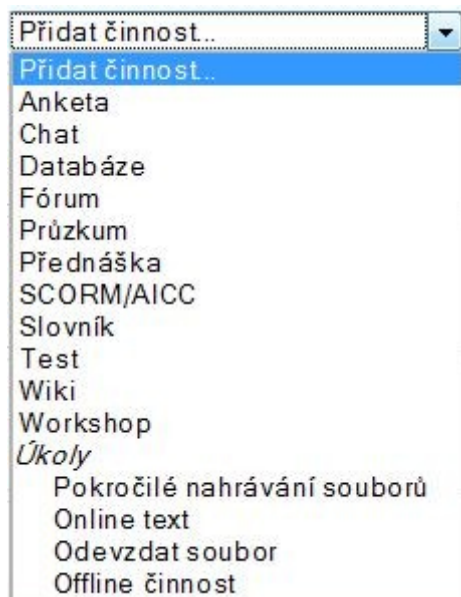 Přidat činnost...
Přidat činnost...
Anketa
Chat
Databáze
Fórum
Průzkum
Přednáška
SCORM/AICC
Slovník
Test
Wiki
Workshop
Úkoly
Pokročilé nahrávání souborů
Online text
Odevzdat soubor
Offline činnost